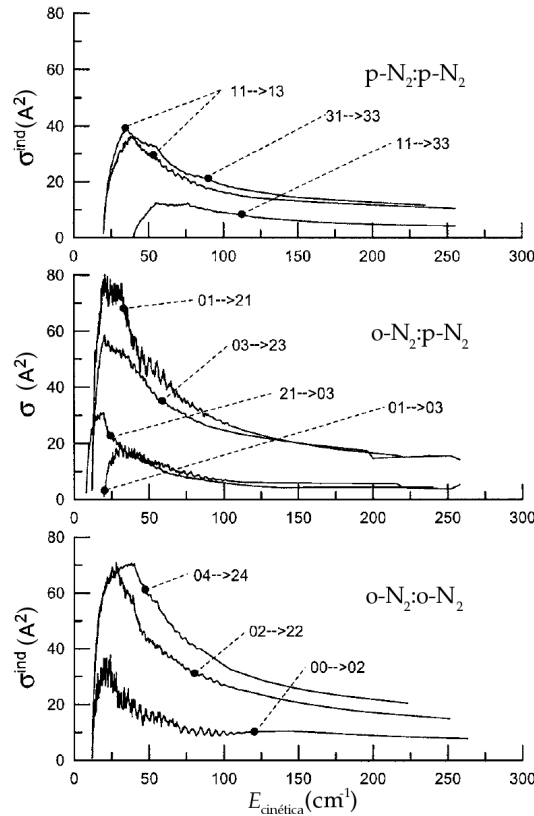 80
60
40
20
0
σ^ind (A²)
p-N₂:p-N₂
11-->13
31-->33
11-->33
0 50 100 150 200 250 300
80
60
40
20
0
σ (A²)
o-N₂:p-N₂
01-->21
03-->23
21-->03
01-->03
0 50 100 150 200 250 300
80
60
40
20
0
σ^ind (A²)
o-N₂:o-N₂
04-->24
02-->22
00-->02
0 50 100 150 200 250 300
E_cinética(cm⁻¹)